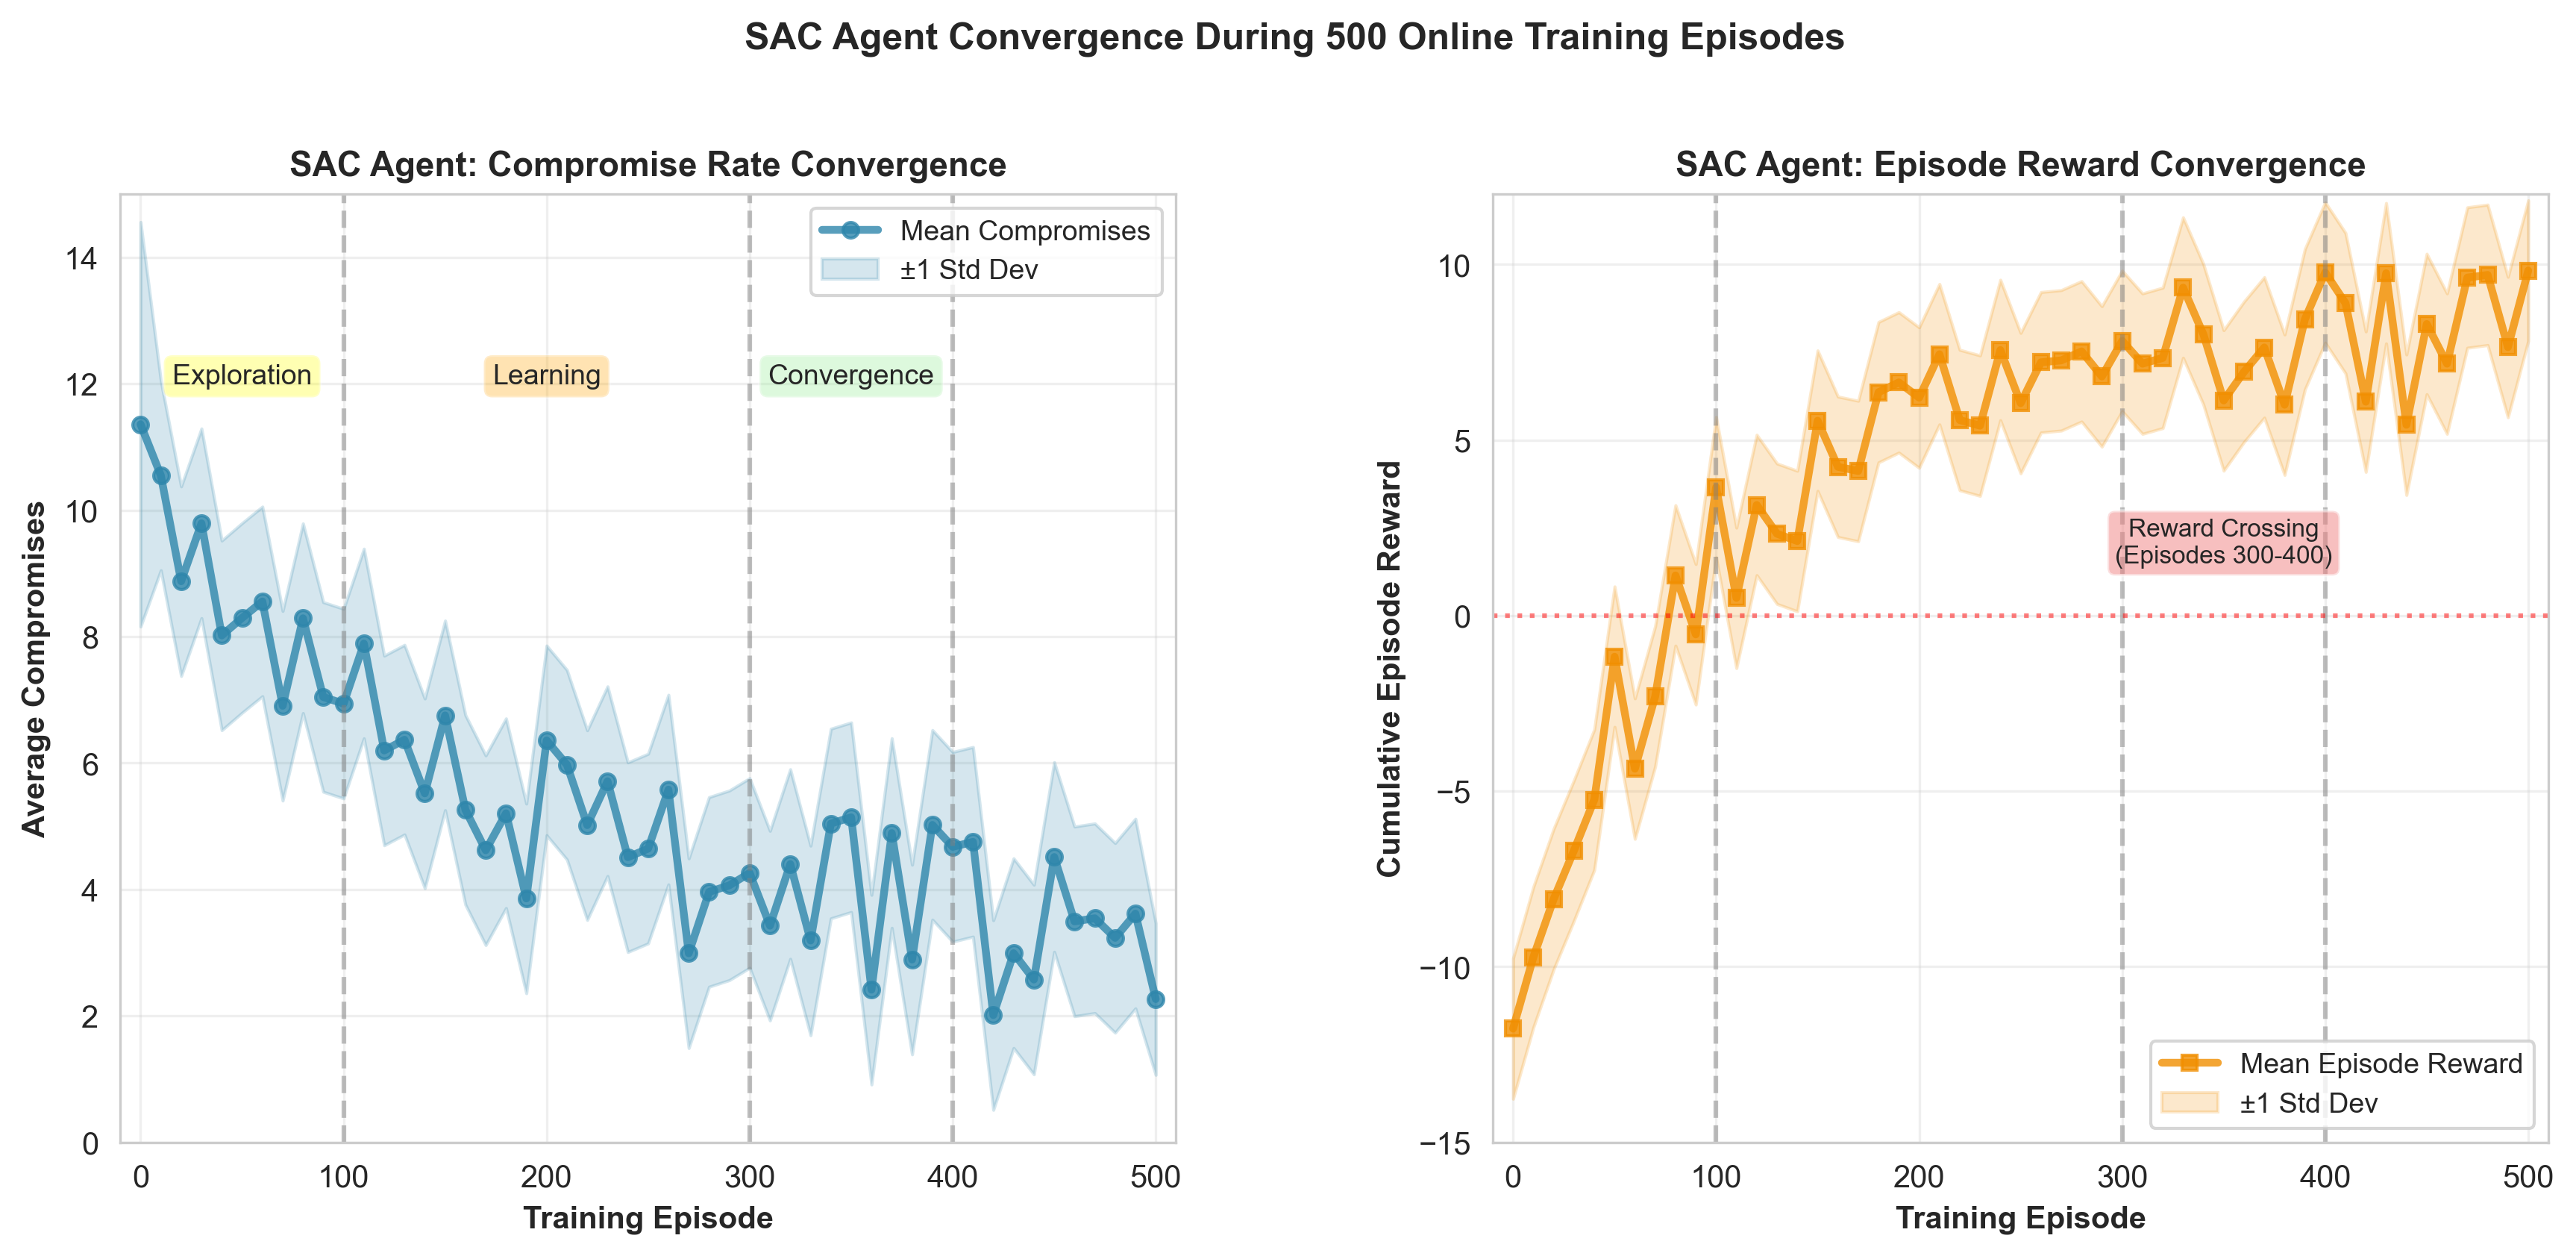 SAC Agent Convergence During 500 Online Training Episodes
SAC Agent: Compromise Rate Convergence
Average Compromises
14
12
10
8
6
4
2
0
Mean Compromises
±1 Std Dev
Exploration
Learning
Convergence
0
100
200
300
400
500
Training Episode
SAC Agent: Episode Reward Convergence
Cumulative Episode Reward
10
5
0
−5
−10
−15
Reward Crossing
(Episodes 300-400)
Mean Episode Reward
±1 Std Dev
0
100
200
300
400
500
Training Episode